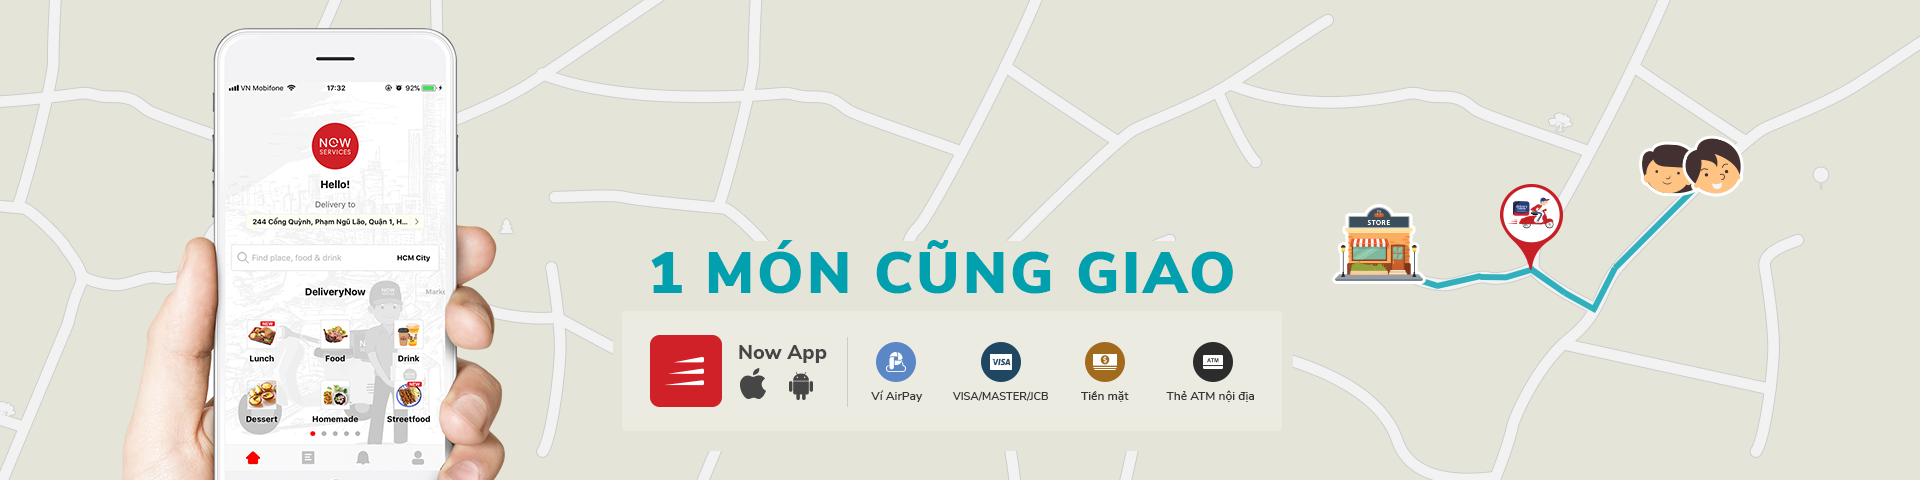 VN Mobifone
17:32
92%
NOW
SERVICES
Hello!
Delivery to
244 Cống Quỳnh, Phạm Ngũ Lão, Quận 1, H...
Find place, food & drink
HCM City
DeliveryNow
Marke
NEW
Lunch
Food
Drink
NEW
Dessert
Homemade
Streetfood
1 MÓN CŨNG GIAO
Now App
Ví AirPay
VISA
VISA/MASTER/JCB
Tiền mặt
ATM
Thẻ ATM nội địa
STORE